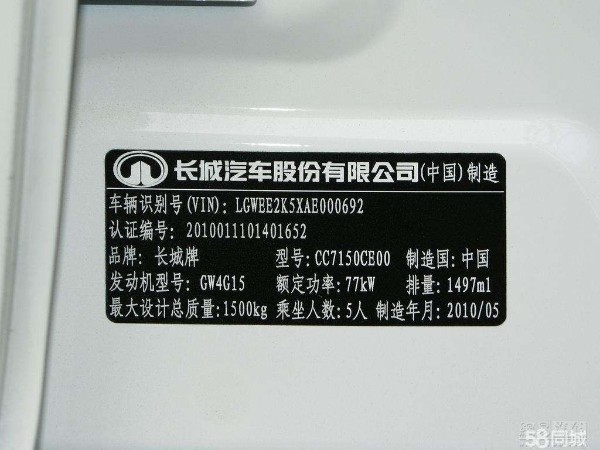 长城汽车股份有限公司(中国)制造
车辆识别号(VIN): LGWEE2K5XAE000692
认证编号: 2010011101401652
品牌: 长城牌 型号: CC7150CE00 制造国: 中国
发动机型号: GW4G15 额定功率: 77kW 排量: 1497ml
最大设计总质量: 1500kg 乘坐人数: 5人 制造年月: 2010/05
58同城